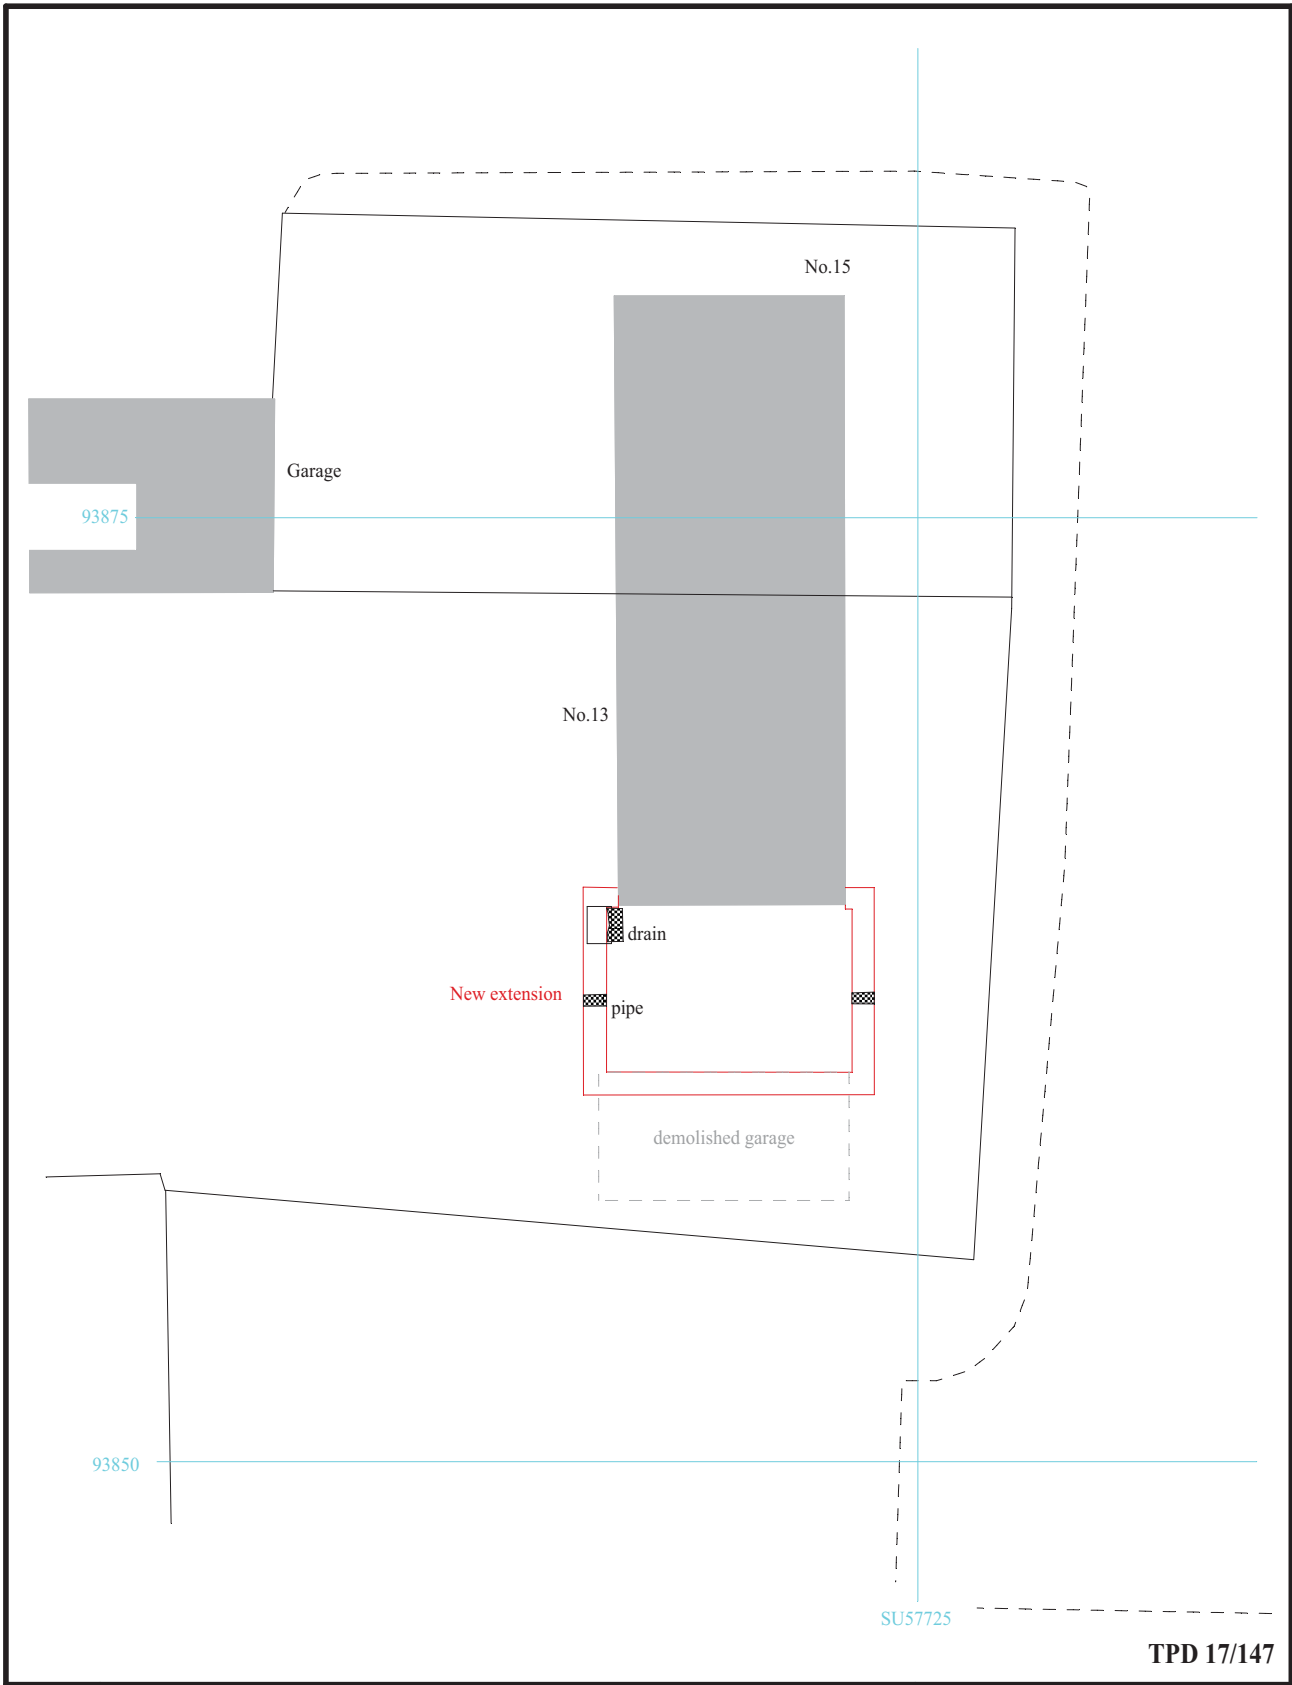 No.15
Garage
93875
No.13
drain
New extension
pipe
demolished garage
93850
SU57725
TPD 17/147